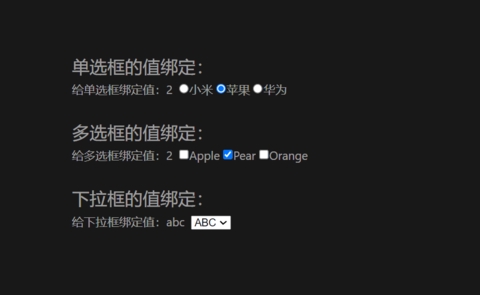 单选框的值绑定：
给单选框绑定值：2 小米 苹果 华为
多选框的值绑定：
给多选框绑定值：2 Apple Pear Orange
下拉框的值绑定：
给下拉框绑定值：abc ABC